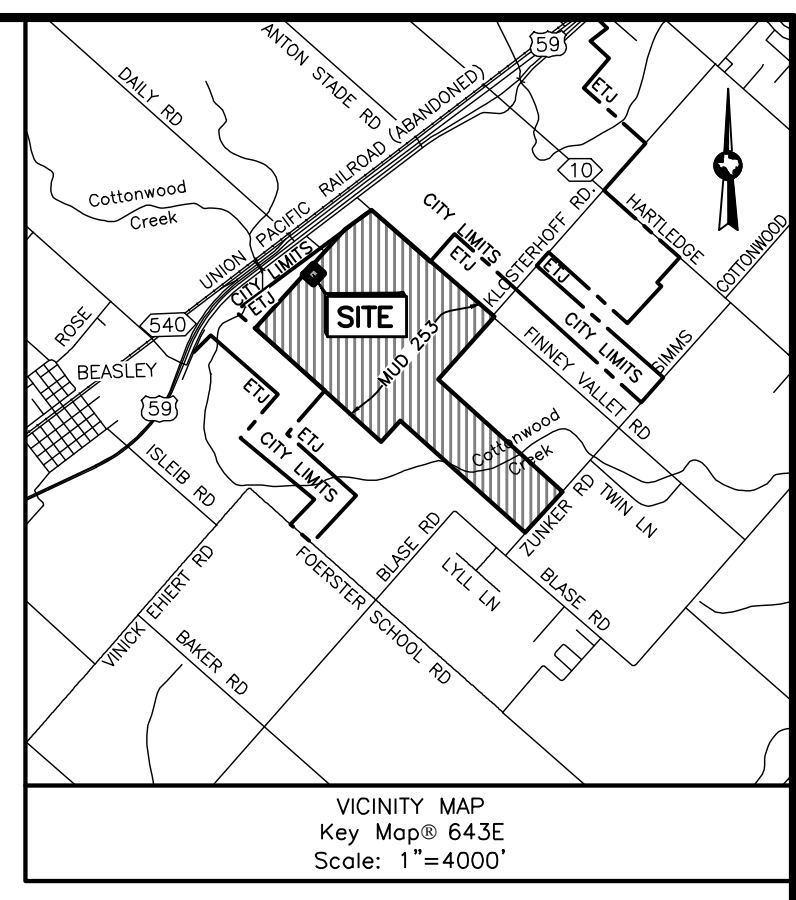 59
ANTON STADE RD
DAILY RD
ETJ
UNION PACIFIC RAILROAD (ABANDONED)
10
Cottonwood
Creek
CITY LIMITS
ETJ
KLOSTERHOFF RD.
HARTLEDGE
COTTONWOOD
CITY LIMITS
ETJ
ETJ
SITE
540
ROSE
CITY LIMITS
SIMMS
MUD 253
FINNEY VALLET RD
BEASLEY
59
ETJ
ETJ
CITY LIMITS
Cottonwood
Creek
ISLEIB RD
ZUNKER RD
TWIN LN
BLASE RD
LYLL LN
BLASE RD
VINICK EHIERT RD
FOERSTER SCHOOL RD
BAKER RD
VICINITY MAP
Key Map® 643E
Scale: 1"=4000'